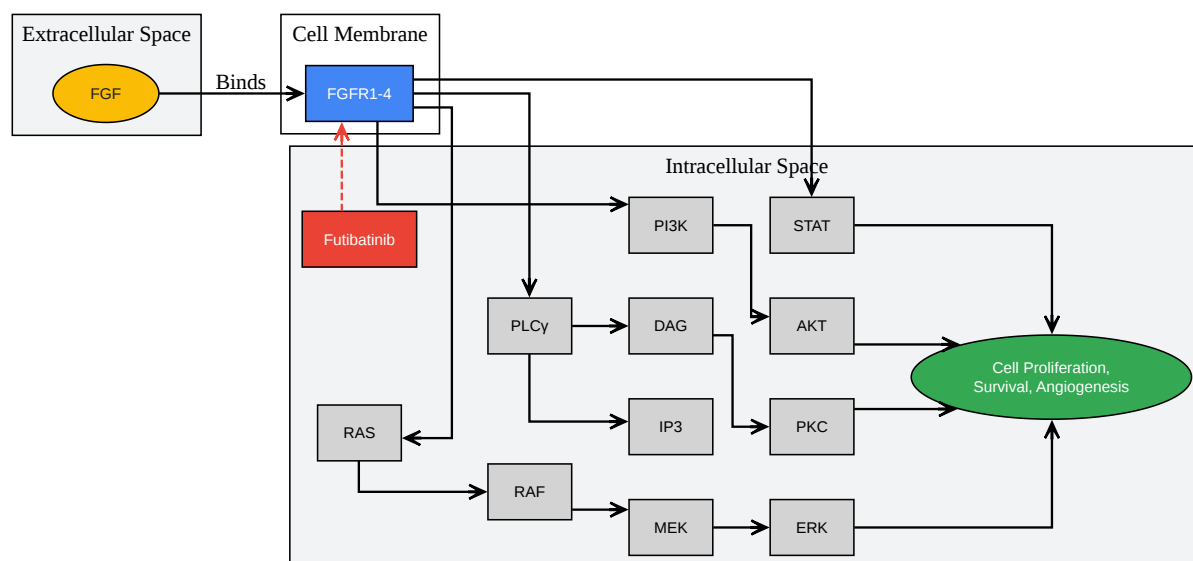 Extracellular Space
Cell Membrane
FGF
Binds
FGFR1-4
Intracellular Space
Futibatinib
PI3K
STAT
PLCγ
DAG
AKT
Cell Proliferation,
Survival, Angiogenesis
RAS
IP3
PKC
RAF
MEK
ERK